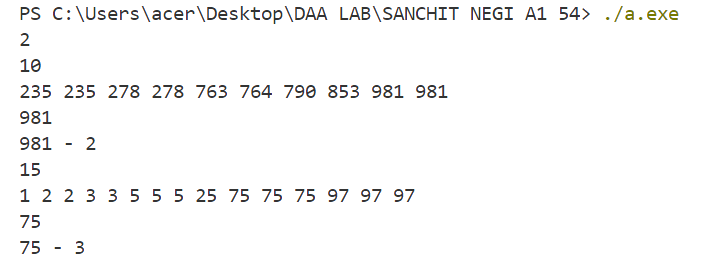 PS C:\Users\acer\Desktop\DAA LAB\SANCHIT NEGI A1 54> ./a.exe
2
10
235 235 278 278 763 764 790 853 981 981
981
981 - 2
15
1 2 2 3 3 5 5 5 25 75 75 75 97 97 97
75
75 - 3